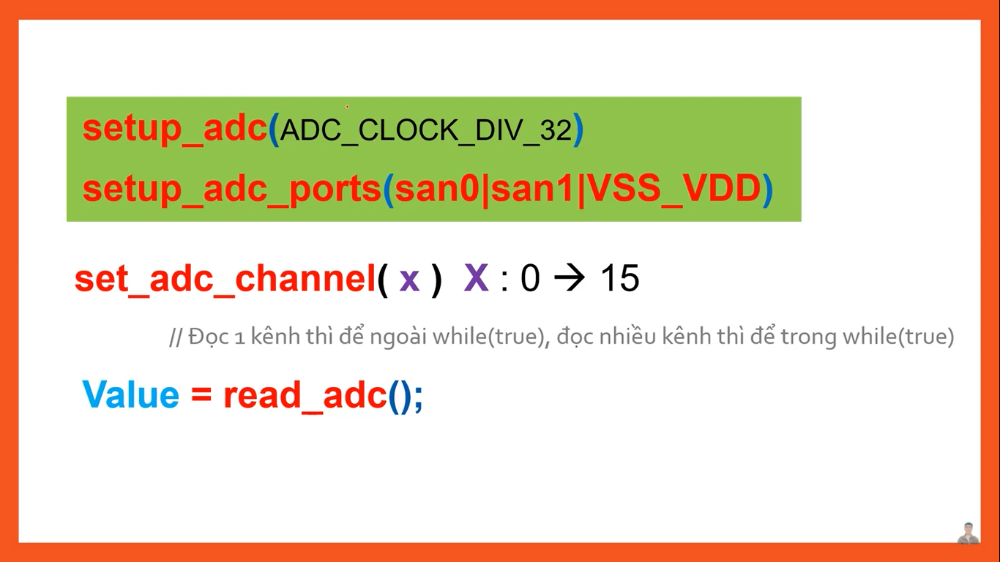 setup_adc(ADC_CLOCK_DIV_32)
setup_adc_ports(san0|san1|VSS_VDD)
set_adc_channel( x ) X : 0 → 15
// Đọc 1 kênh thì để ngoài while(true), đọc nhiều kênh thì để trong while(true)
Value = read_adc();